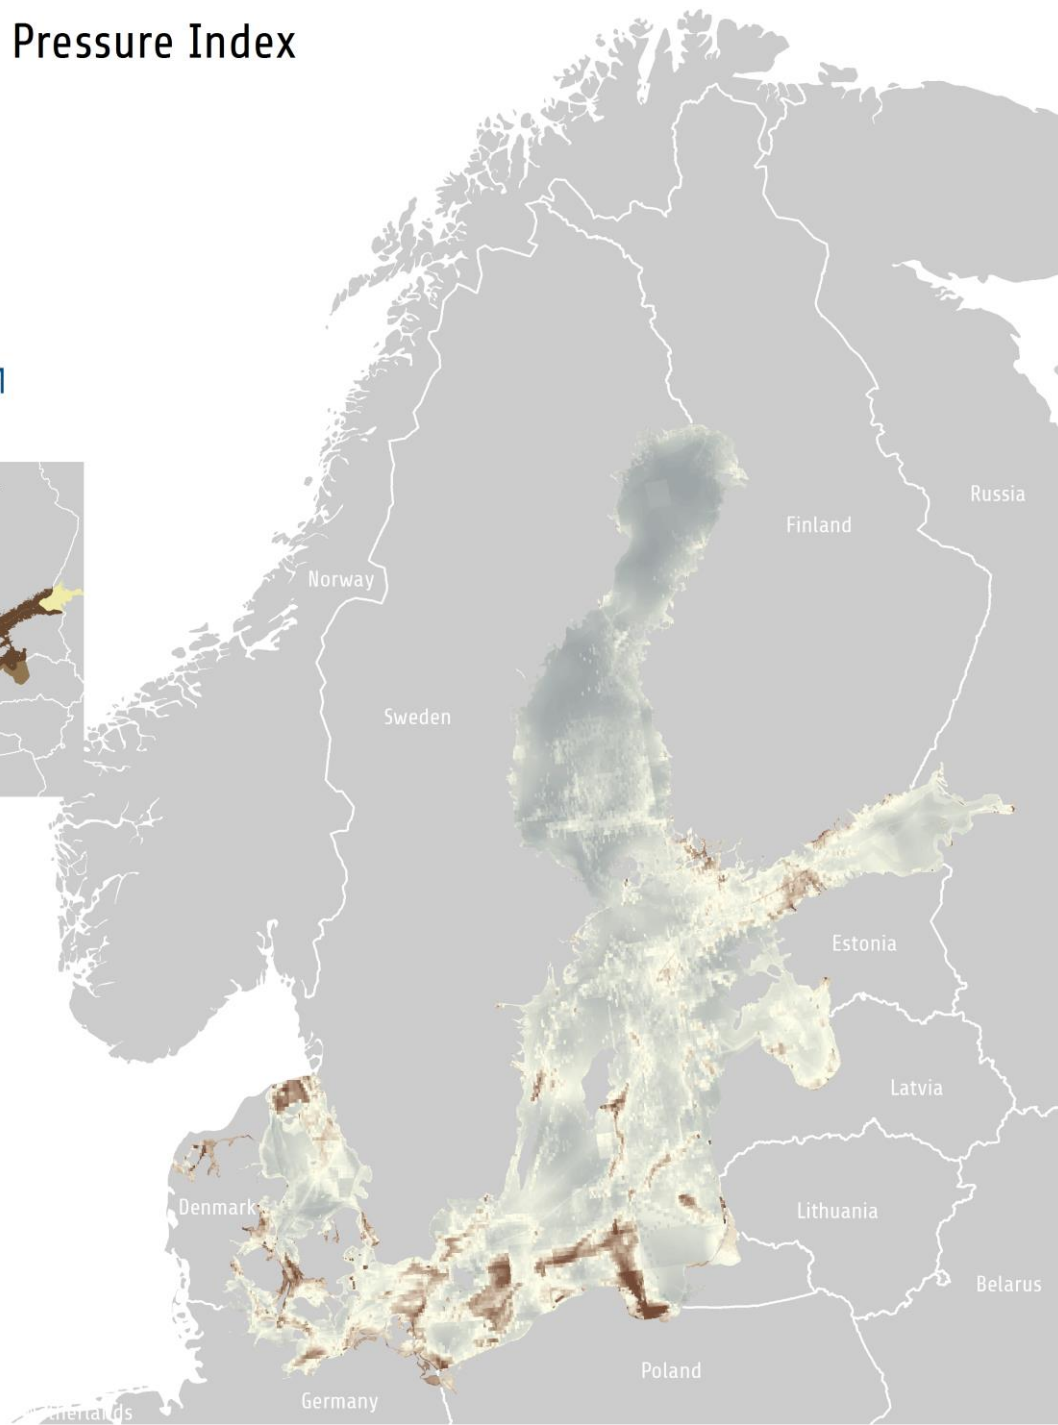 Pressure Index
Russia
Finland
Norway
Sweden
Estonia
Latvia
Denmark
Lithuania
Belarus
Poland
Germany